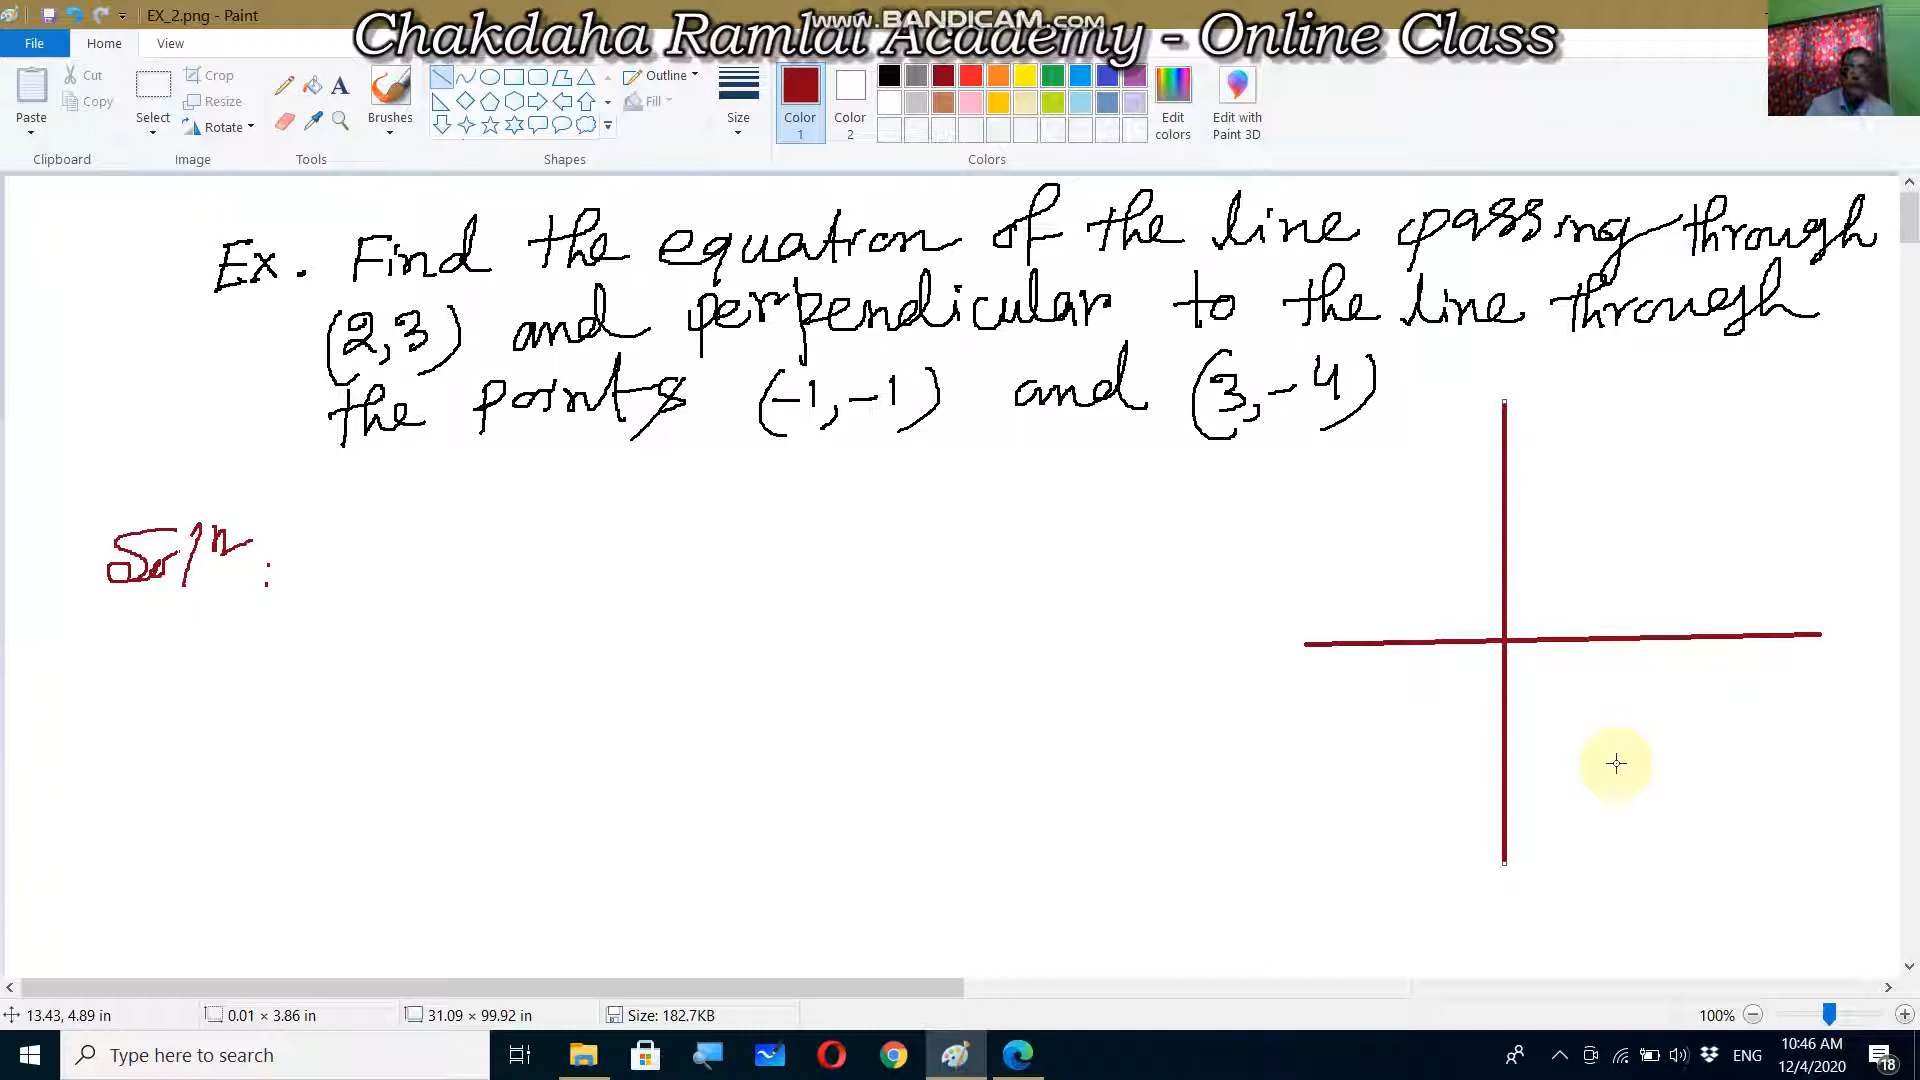 EX_2.png - Paint
www.BANDICAM.com
Chakdaha Ramlal Academy - Online Class
File Home View
Cut
Copy
Paste
Clipboard
Select
Crop
Resize
Rotate
Image
Tools
Brushes
Shapes
Outline
Fill
Size
Color 1
Color 2
Colors
Edit colors
Edit with Paint 3D
Ex. Find the equation of the line passing through
(2,3) and perpendicular to the line through
the points (-1,-1) and (3,-4)
Solⁿ :
13.43, 4.89 in 0.01 × 3.86 in 31.09 × 99.92 in Size: 182.7KB 100%
Type here to search
ENG
10:46 AM
12/4/2020
18